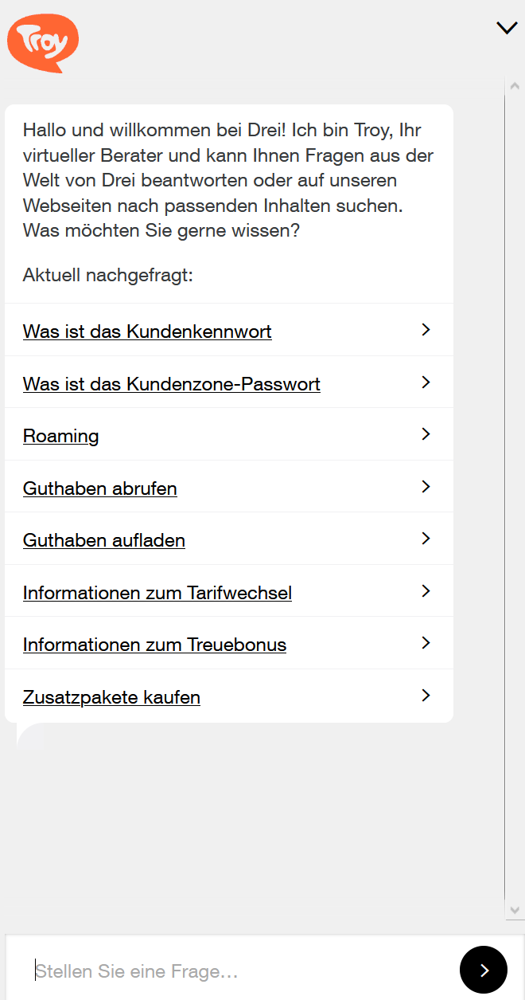 Troy
Hallo und willkommen bei Drei! Ich bin Troy, Ihr
virtueller Berater und kann Ihnen Fragen aus der
Welt von Drei beantworten oder auf unseren
Webseiten nach passenden Inhalten suchen.
Was möchten Sie gerne wissen?
Aktuell nachgefragt:
Was ist das Kundenkennwort
Was ist das Kundenzone-Passwort
Roaming
Guthaben abrufen
Guthaben aufladen
Informationen zum Tarifwechsel
Informationen zum Treuebonus
Zusatzpakete kaufen
Stellen Sie eine Frage...